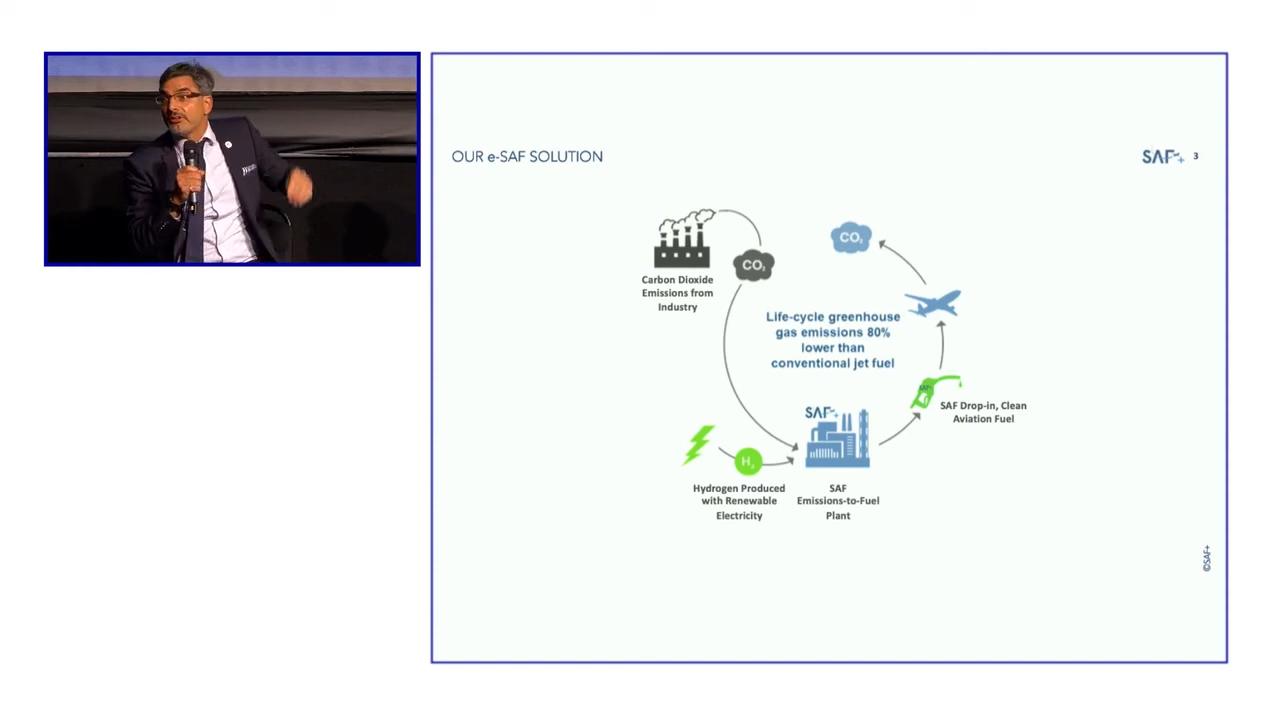 OUR e-SAF SOLUTION
SAF+
3
CO₂
CO₂
Carbon Dioxide
Emissions from
Industry
Life-cycle greenhouse
gas emissions 80%
lower than
conventional jet fuel
SAF+
SAF Drop-in, Clean
Aviation Fuel
SAF+
H₂
Hydrogen Produced
with Renewable
Electricity
SAF
Emissions-to-Fuel
Plant
©SAF+